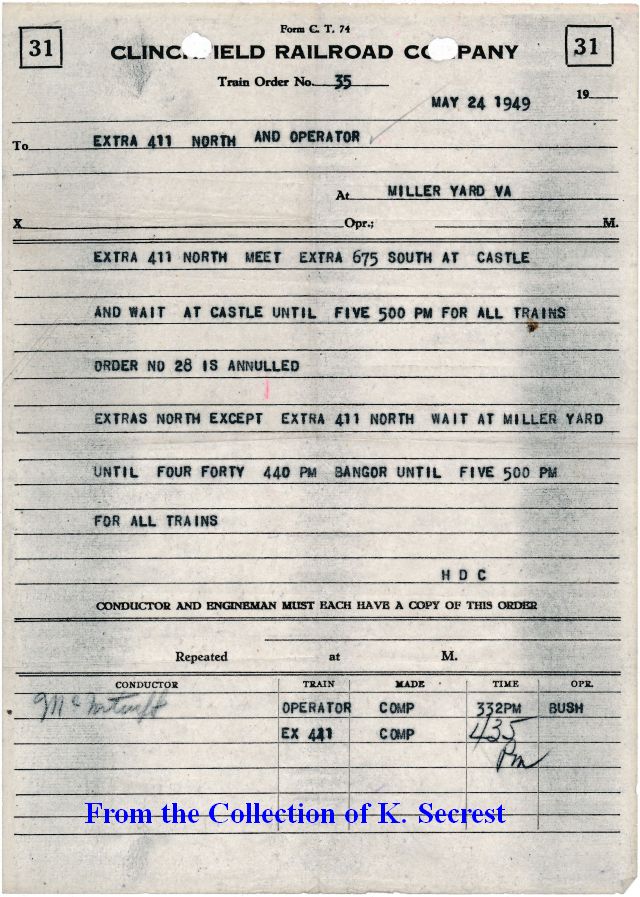 Form C. T. 74
31 CLINCHFIELD RAILROAD COMPANY 31
Train Order No. 35
MAY 24 1949 19
To EXTRA 411 NORTH AND OPERATOR
At MILLER YARD VA
X Opr.; M.
EXTRA 411 NORTH MEET EXTRA 675 SOUTH AT CASTLE
AND WAIT AT CASTLE UNTIL FIVE 500 PM FOR ALL TRAINS
ORDER NO 28 IS ANNULLED
EXTRAS NORTH EXCEPT EXTRA 411 NORTH WAIT AT MILLER YARD
UNTIL FOUR FORTY 440 PM BANGOR UNTIL FIVE 500 PM
FOR ALL TRAINS
H D C
CONDUCTOR AND ENGINEMAN MUST EACH HAVE A COPY OF THIS ORDER
Repeated at M.
CONDUCTOR TRAIN MADE TIME OPR.
OPERATOR COMP 332PM BUSH
EX 411 COMP 435
Pm
From the Collection of K. Secrest